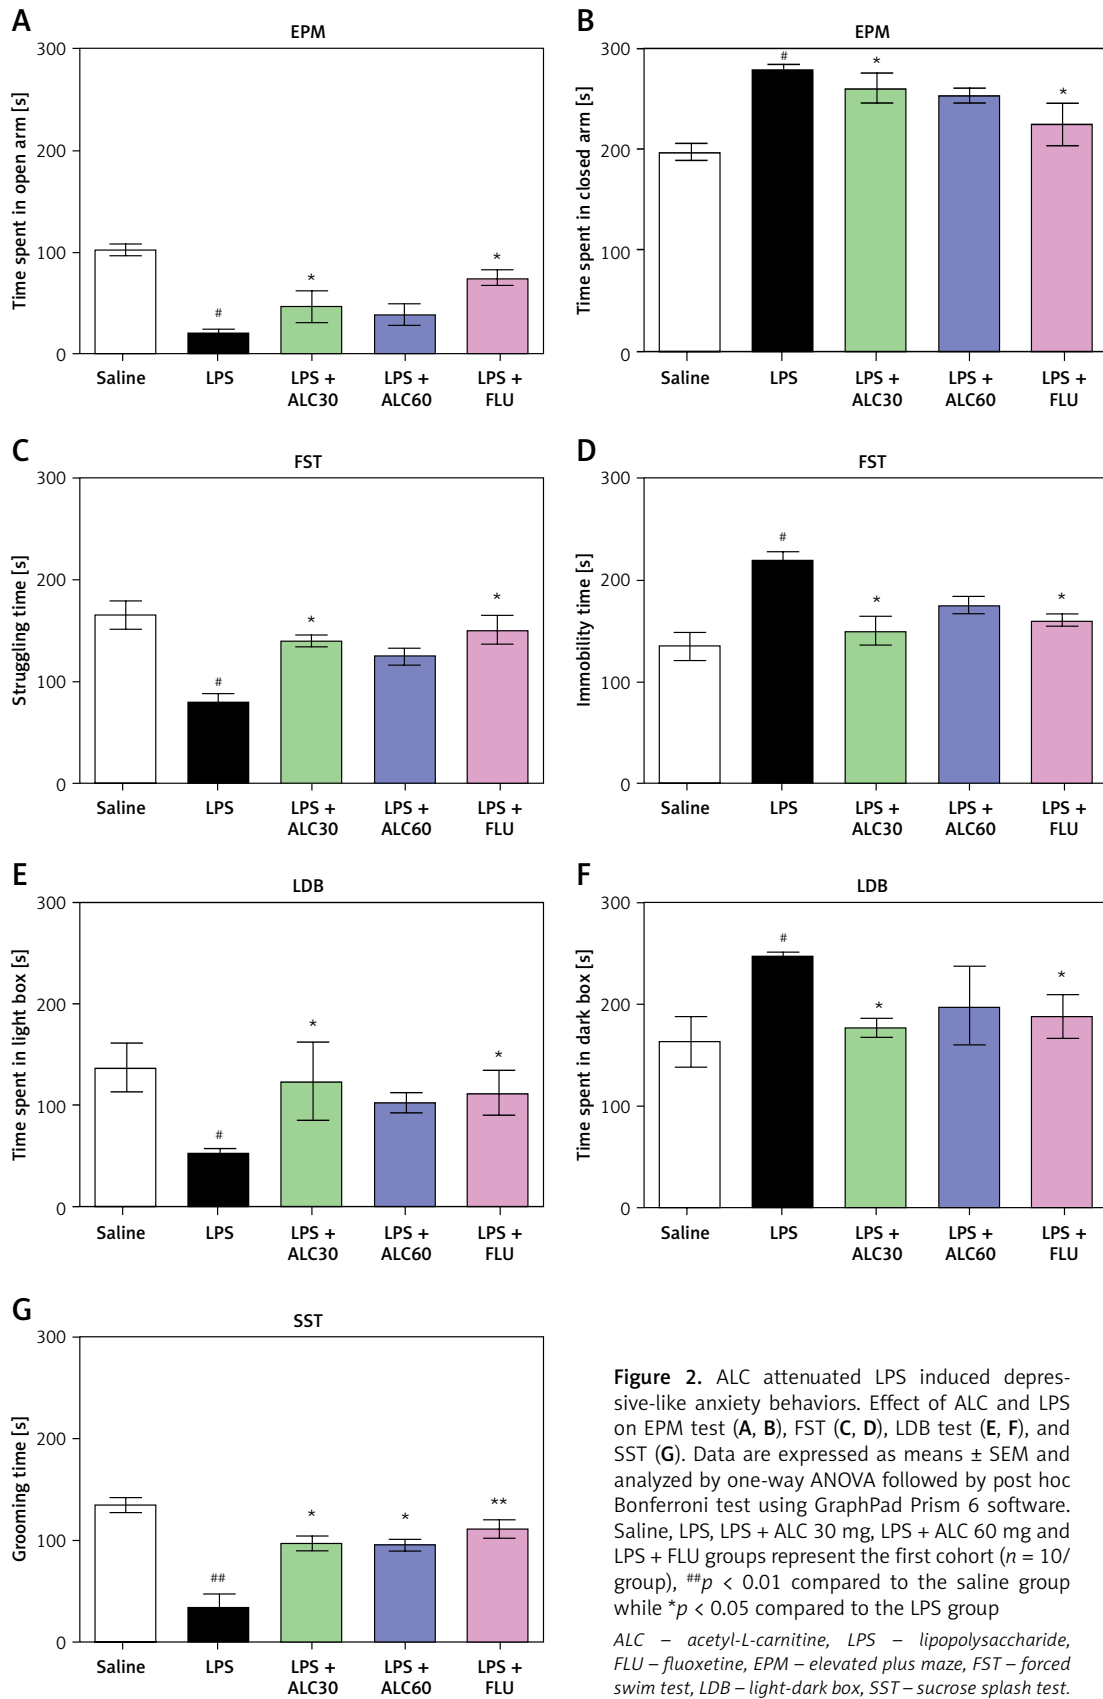 A
EPM
Time spent in open arm [s]
300
200
100
0
#
*
*
Saline LPS LPS + ALC30 LPS + ALC60 LPS + FLU
B
EPM
Time spent in closed arm [s]
300
200
100
0
#
*
*
Saline LPS LPS + ALC30 LPS + ALC60 LPS + FLU
C
FST
Struggling time [s]
300
200
100
0
#
*
*
Saline LPS LPS + ALC30 LPS + ALC60 LPS + FLU
D
FST
Immobility time [s]
300
200
100
0
#
*
*
Saline LPS LPS + ALC30 LPS + ALC60 LPS + FLU
E
LDB
Time spent in light box [s]
300
200
100
0
#
*
*
Saline LPS LPS + ALC30 LPS + ALC60 LPS + FLU
F
LDB
Time spent in dark box [s]
300
200
100
0
#
*
*
Saline LPS LPS + ALC30 LPS + ALC60 LPS + FLU
G
SST
Grooming time [s]
300
200
100
0
##
*
*
**
Saline LPS LPS + ALC30 LPS + ALC60 LPS + FLU
Figure 2. ALC attenuated LPS induced depres-
sive-like anxiety behaviors. Effect of ALC and LPS
on EPM test (A, B), FST (C, D), LDB test (E, F), and
SST (G). Data are expressed as means ± SEM and
analyzed by one-way ANOVA followed by post hoc
Bonferroni test using GraphPad Prism 6 software.
Saline, LPS, LPS + ALC 30 mg, LPS + ALC 60 mg and
LPS + FLU groups represent the first cohort (n = 10/
group), ##p < 0.01 compared to the saline group
while *p < 0.05 compared to the LPS group
ALC – acetyl-L-carnitine, LPS – lipopolysaccharide,
FLU – fluoxetine, EPM – elevated plus maze, FST – forced
swim test, LDB – light-dark box, SST – sucrose splash test.